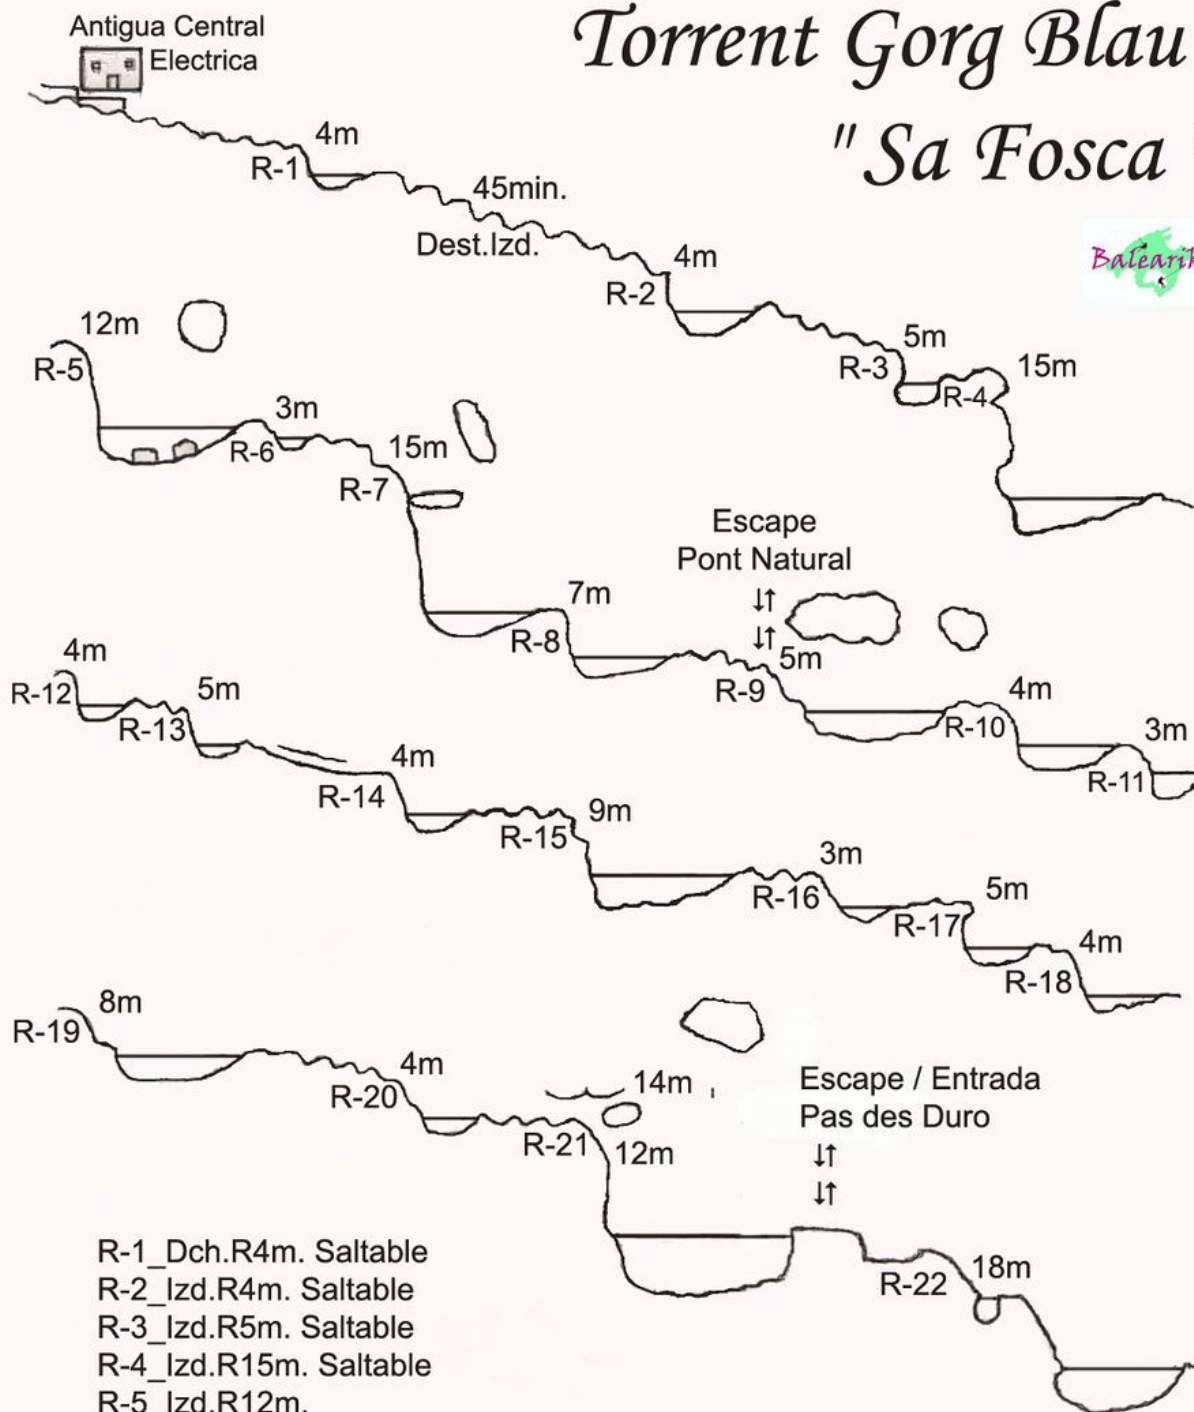 Torrent Gorg Blau
" Sa Fosca
Antigua Central
Electrica
4m
R-1
45min.
Dest.Izd.
4m
R-2
5m
R-3
15m
R-4
12m
R-5
3m
R-6
15m
R-7
7m
R-8
Escape
Pont Natural
↓↑
↓↑
5m
R-9
4m
R-10
3m
R-11
4m
R-12
5m
R-13
4m
R-14
9m
R-15
3m
R-16
5m
R-17
4m
R-18
8m
R-19
4m
R-20
14m
R-21
12m
Escape / Entrada
Pas des Duro
↓↑
↓↑
R-22
18m
R-1_Dch.R4m. Saltable
R-2_Izd.R4m. Saltable
R-3_Izd.R5m. Saltable
R-4_Izd.R15m. Saltable
R-5_Izd.R12m.